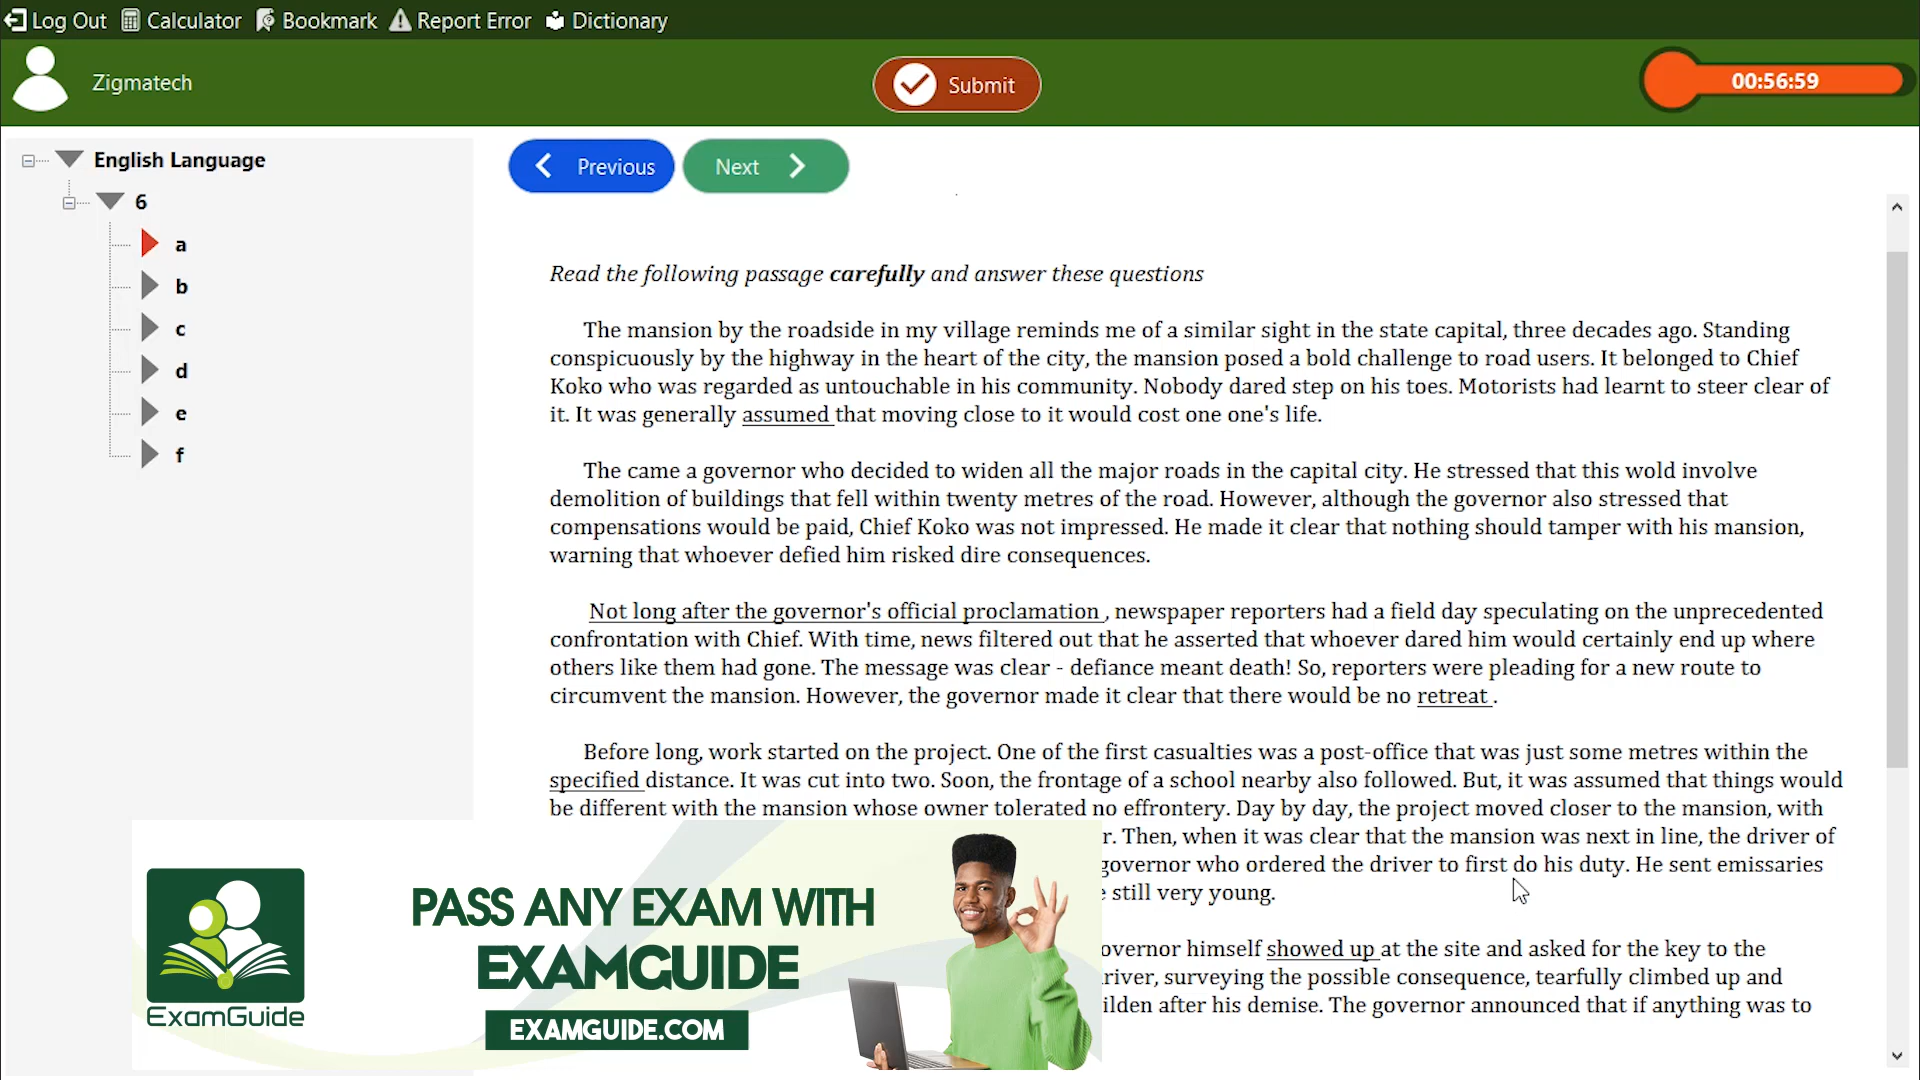 Log Out Calculator Bookmark Report Error Dictionary
Zigmatech
Submit
00:56:59
English Language
6
a
b
c
d
e
f
Previous
Next
Read the following passage carefully and answer these questions
The mansion by the roadside in my village reminds me of a similar sight in the state capital, three decades ago. Standing
conspicuously by the highway in the heart of the city, the mansion posed a bold challenge to road users. It belonged to Chief
Koko who was regarded as untouchable in his community. Nobody dared step on his toes. Motorists had learnt to steer clear of
it. It was generally assumed that moving close to it would cost one one's life.
The came a governor who decided to widen all the major roads in the capital city. He stressed that this wold involve
demolition of buildings that fell within twenty metres of the road. However, although the governor also stressed that
compensations would be paid, Chief Koko was not impressed. He made it clear that nothing should tamper with his mansion,
warning that whoever defied him risked dire consequences.
Not long after the governor's official proclamation , newspaper reporters had a field day speculating on the unprecedented
confrontation with Chief. With time, news filtered out that he asserted that whoever dared him would certainly end up where
others like them had gone. The message was clear - defiance meant death! So, reporters were pleading for a new route to
circumvent the mansion. However, the governor made it clear that there would be no retreat .
Before long, work started on the project. One of the first casualties was a post-office that was just some metres within the
specified distance. It was cut into two. Soon, the frontage of a school nearby also followed. But, it was assumed that things would
be different with the mansion whose owner tolerated no effrontery. Day by day, the project moved closer to the mansion, with
r. Then, when it was clear that the mansion was next in line, the driver of
governor who ordered the driver to first do his duty. He sent emissaries
still very young.
overnor himself showed up at the site and asked for the key to the
river, surveying the possible consequence, tearfully climbed up and
ilden after his demise. The governor announced that if anything was to
ExamGuide
PASS ANY EXAM WITH
EXAMGUIDE
EXAMGUIDE.COM